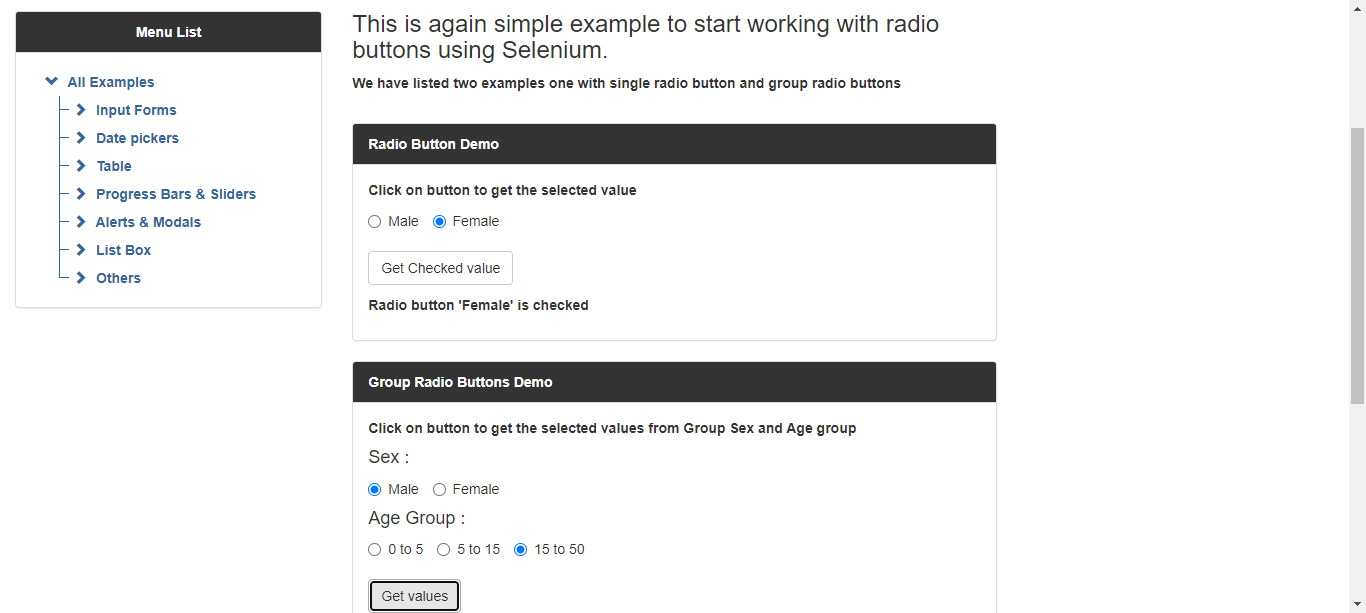 Menu List
All Examples
Input Forms
Date pickers
Table
Progress Bars & Sliders
Alerts & Modals
List Box
Others
This is again simple example to start working with radio
buttons using Selenium.
We have listed two examples one with single radio button and group radio buttons
Radio Button Demo
Click on button to get the selected value
Male Female
Get Checked value
Radio button 'Female' is checked
Group Radio Buttons Demo
Click on button to get the selected values from Group Sex and Age group
Sex :
Male Female
Age Group :
0 to 5 5 to 15 15 to 50
Get values